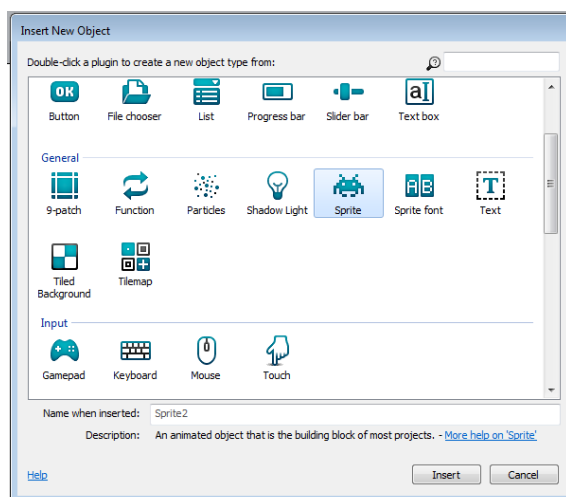 Insert New Object
Double-click a plugin to create a new object type from:
OK
aI
Button File chooser List Progress bar Slider bar Text box
General
AB
T
9-patch Function Particles Shadow Light Sprite Sprite font Text
Tiled Background Tilemap
Input
Gamepad Keyboard Mouse Touch
Name when inserted: Sprite2
Description: An animated object that is the building block of most projects. - More help on 'Sprite'
Help Insert Cancel